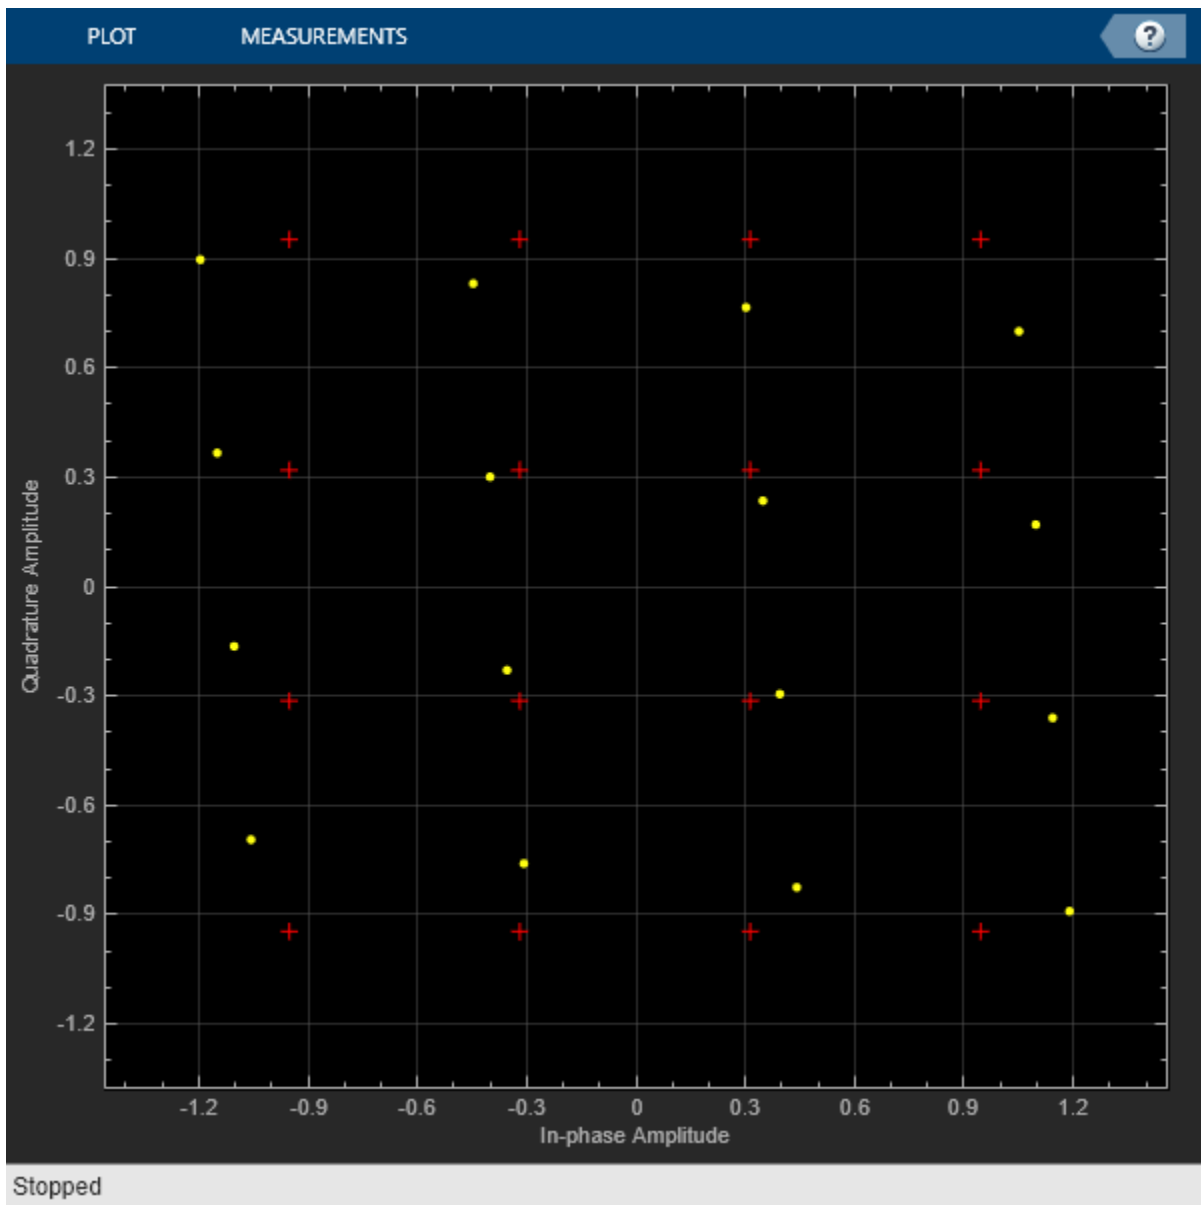 PLOT MEASUREMENTS ?
1.2
0.9
0.6
0.3
0
-0.3
-0.6
-0.9
-1.2
Quadrature Amplitude
-1.2 -0.9 -0.6 -0.3 0 0.3 0.6 0.9 1.2
In-phase Amplitude
Stopped